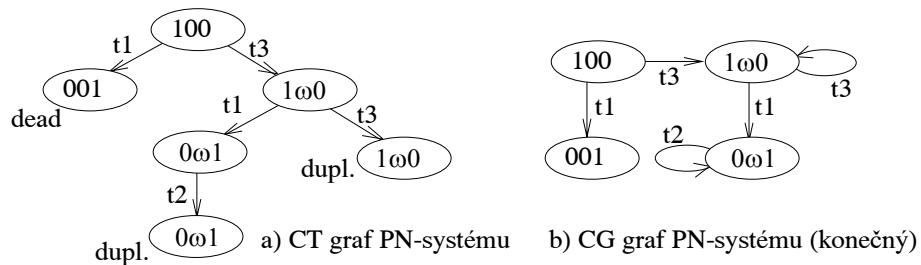 100
t1
t3
001
dead
1ω0
t1
t3
0ω1
1ω0
dupl.
t2
0ω1
dupl.
a) CT graf PN-systému
100
t3
1ω0
t3
t1
t1
001
t2
0ω1
b) CG graf PN-systému (konečný)